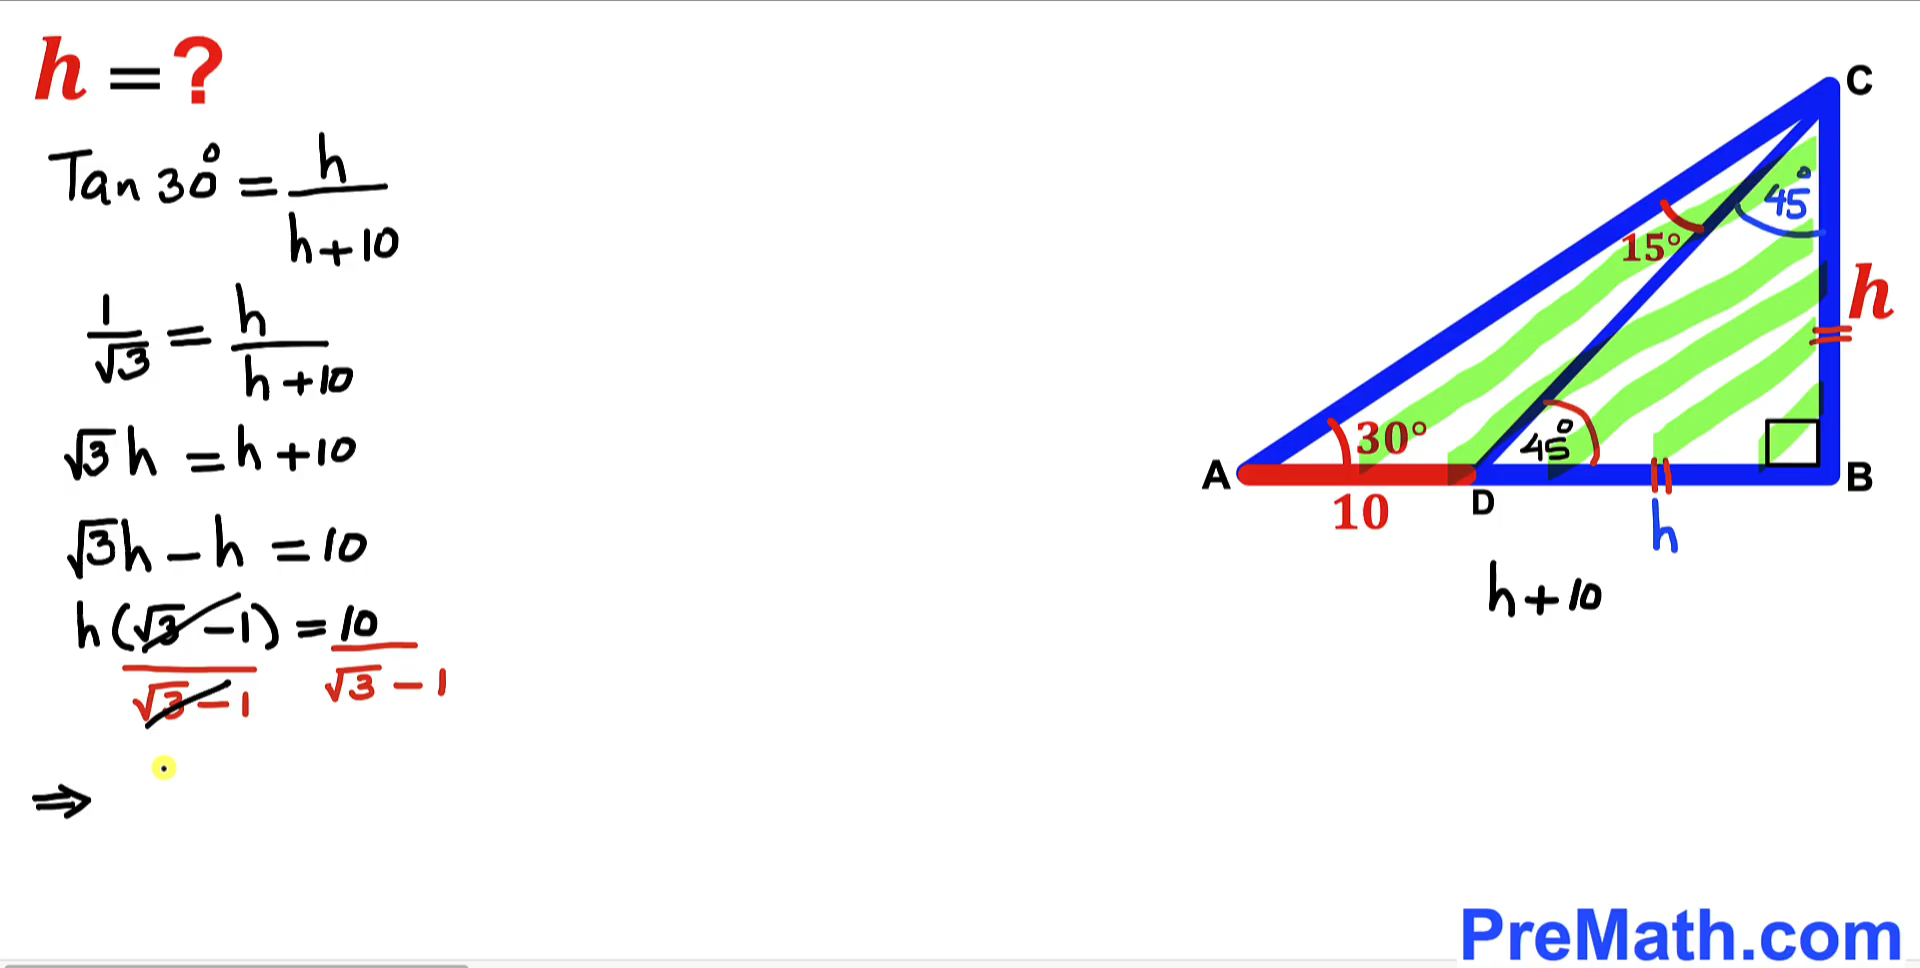 h = ?
Tan 30° = h / (h + 10)
1 / √3 = h / (h + 10)
√3 h = h + 10
√3 h − h = 10
h (√3 − 1) = 10
√3 − 1
√3 − 1
⇒
C
45°
15°
h
30°
45°
A
B
10
D
h
h + 10
PreMath.com